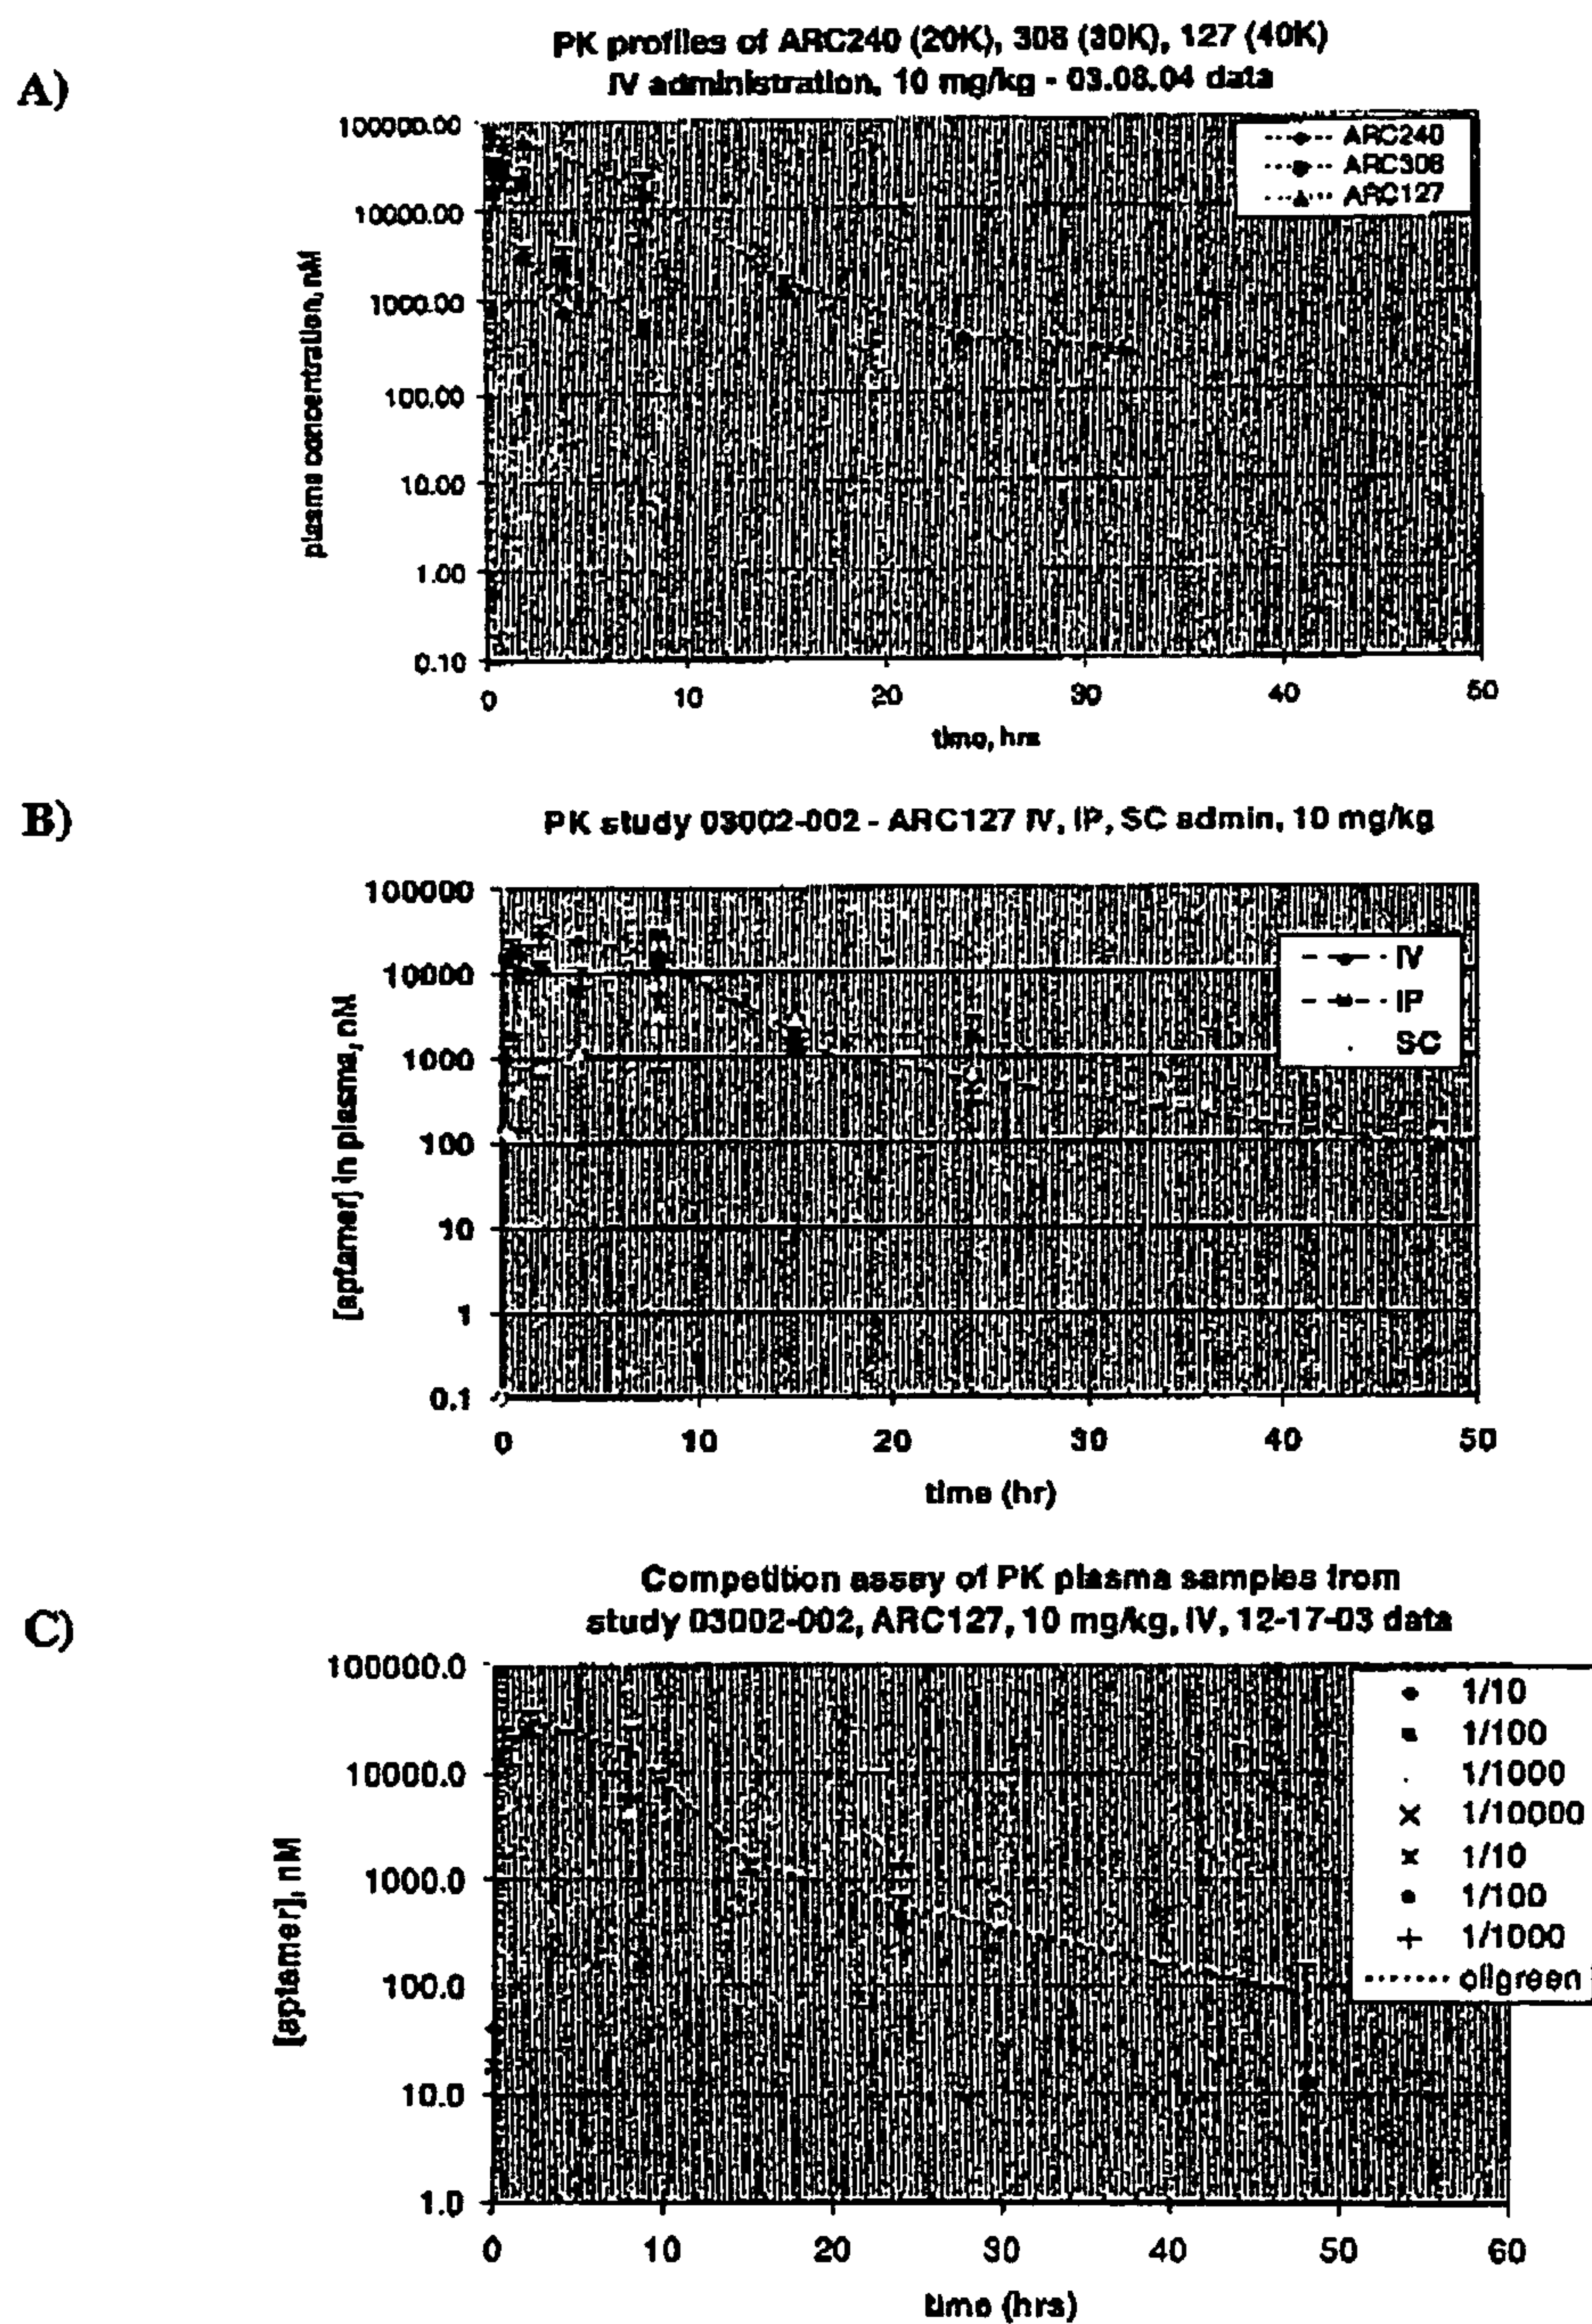 A)
PK profiles of ARC240 (20K), 308 (30K), 127 (40K)
IV administration, 10 mg/kg - 03.08.04 data
100000.00
10000.00
1000.00
100.00
10.00
1.00
0.10
plasma concentration, nM
0 10 20 30 40 50
time, hrs
ARC240
ARC308
ARC127
B)
PK study 03002-002 - ARC127 IV, IP, SC admin, 10 mg/kg
100000
10000
1000
100
10
1
0.1
[aptamer] in plasma, nM
0 10 20 30 40 50
time (hr)
IV
IP
SC
C)
Competition assay of PK plasma samples from
study 03002-002, ARC127, 10 mg/kg, IV, 12-17-03 data
100000.0
10000.0
1000.0
100.0
10.0
1.0
[aptamer], nM
0 10 20 30 40 50 60
time (hrs)
1/10
1/100
1/1000
1/10000
1/10
1/100
1/1000
oligreen